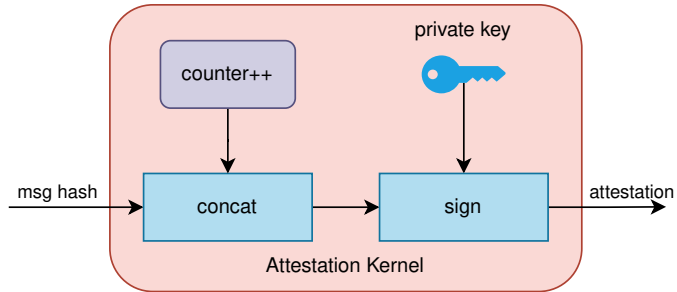 private key
counter++
msg hash
concat
sign
attestation
Attestation Kernel